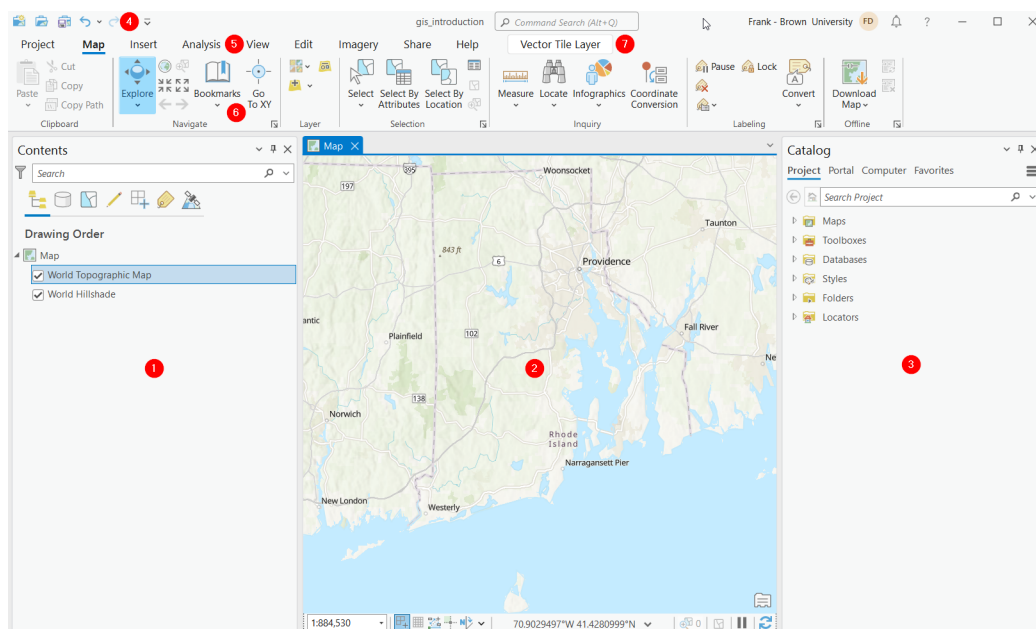 4
gis_introduction
Command Search (Alt+Q)
Frank - Brown University
FD
?
Project Map Insert Analysis 5 View Edit Imagery Share Help Vector Tile Layer 7
Paste
Cut
Copy
Copy Path
Clipboard
Explore
Bookmarks
Go
To XY
6
Navigate
Layer
Select
Select By
Attributes
Select By
Location
Selection
Measure
Locate
Infographics
Coordinate
Conversion
Inquiry
Pause
Lock
Convert
Labeling
Download
Map
Offline
Contents
Search
Drawing Order
Map
World Topographic Map
World Hillshade
1
Map
395
Woonsocket
197
Taunton
843 ft
6
Providence
antic
Plainfield
102
Fall River
Ne
2
138
Norwich
Rhode
Island
Narragansett Pier
New London
Westerly
1:884,530
70.9029497°W 41.4280999°N
0
Catalog
Project Portal Computer Favorites
Search Project
Maps
Toolboxes
Databases
Styles
Folders
Locators
3